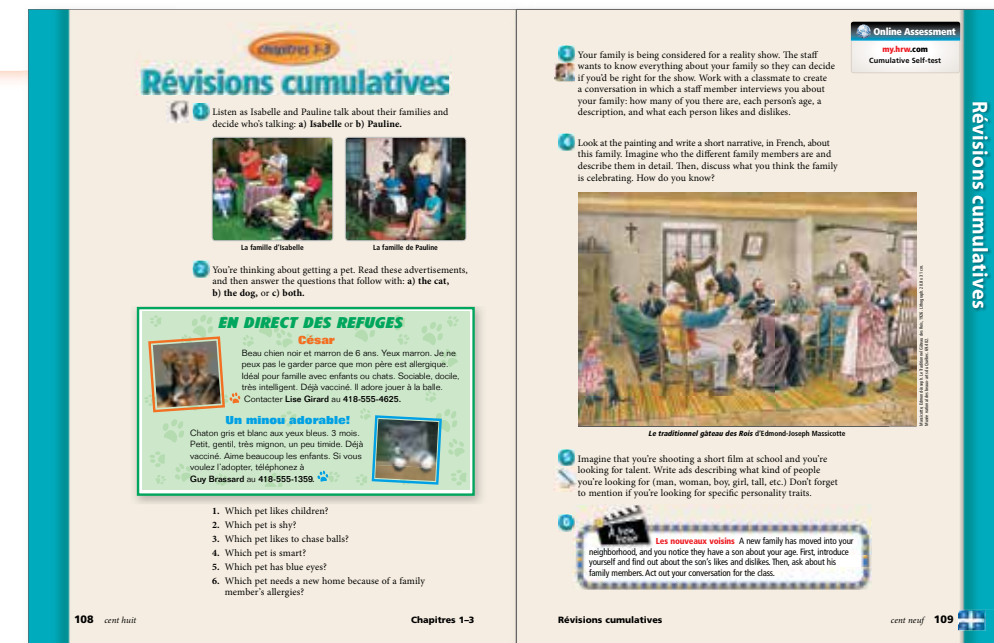 chapitres 1-3
Révisions cumulatives
1 Listen as Isabelle and Pauline talk about their families and
decide who's talking: a) Isabelle or b) Pauline.
La famille d'Isabelle
La famille de Pauline
2 You're thinking about getting a pet. Read these advertisements,
and then answer the questions that follow with: a) the cat,
b) the dog, or c) both.
EN DIRECT DES REFUGES
César
Beau chien noir et marron de 6 ans. Yeux marron. Je ne
peux pas le garder parce que mon père est allergique.
Idéal pour famille avec enfants ou chats. Sociable, docile,
très intelligent. Déjà vacciné. Il adore jouer à la balle.
Contacter Lise Girard au 418-555-4625.
Un minou adorable!
Chaton gris et blanc aux yeux bleus. 3 mois.
Petit, gentil, très mignon, un peu timide. Déjà
vacciné. Aime beaucoup les enfants. Si vous
voulez l'adopter, téléphonez à
Guy Brassard au 418-555-1359.
1. Which pet likes children?
2. Which pet is shy?
3. Which pet likes to chase balls?
4. Which pet is smart?
5. Which pet has blue eyes?
6. Which pet needs a new home because of a family
member's allergies?
108 cent huit
Chapitres 1–3
Online Assessment
my.hrw.com
Cumulative Self-test
3 Your family is being considered for a reality show. The staff
wants to know everything about your family so they can decide
if you'd be right for the show. Work with a classmate to create
a conversation in which a staff member interviews you about
your family: how many of you there are, each person's age, a
description, and what each person likes and dislikes.
4 Look at the painting and write a short narrative, in French, about
this family. Imagine who the different family members are and
describe them in detail. Then, discuss what you think the family
is celebrating. How do you know?
Le traditionnel gâteau des Rois d'Edmond-Joseph Massicotte
5 Imagine that you're shooting a short film at school and you're
looking for talent. Write ads describing what kind of people
you're looking for (man, woman, boy, girl, tall, etc.) Don't forget
to mention if you're looking for specific personality traits.
6
Les nouveaux voisins A new family has moved into your
neighborhood, and you notice they have a son about your age. First, introduce
yourself and find out about the son's likes and dislikes. Then, ask about his
family members. Act out your conversation for the class.
Révisions cumulatives
cent neuf 109
Révisions cumulatives